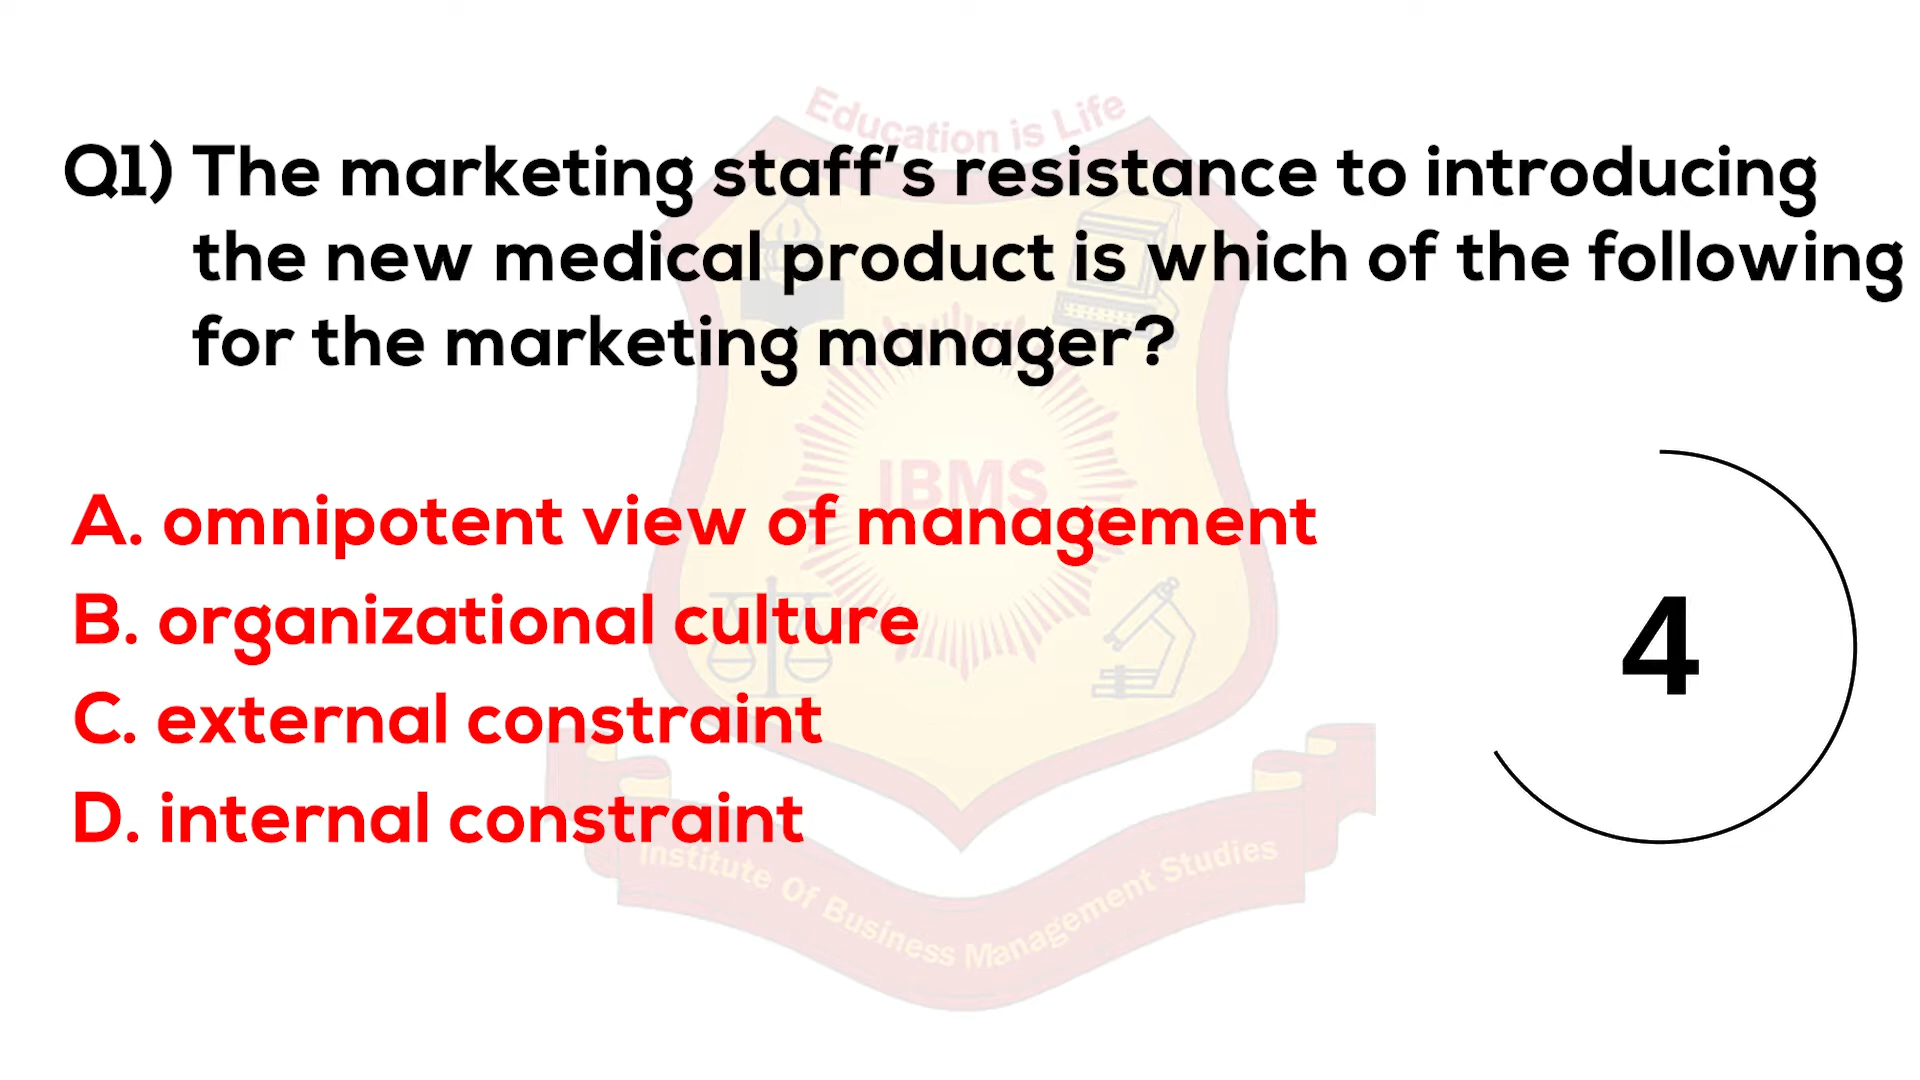 Education is Life
Q1) The marketing staff's resistance to introducing
the new medical product is which of the following
for the marketing manager?
IBMS
A. omnipotent view of management
B. organizational culture
C. external constraint
D. internal constraint
4
Institute Of Business Management Studies